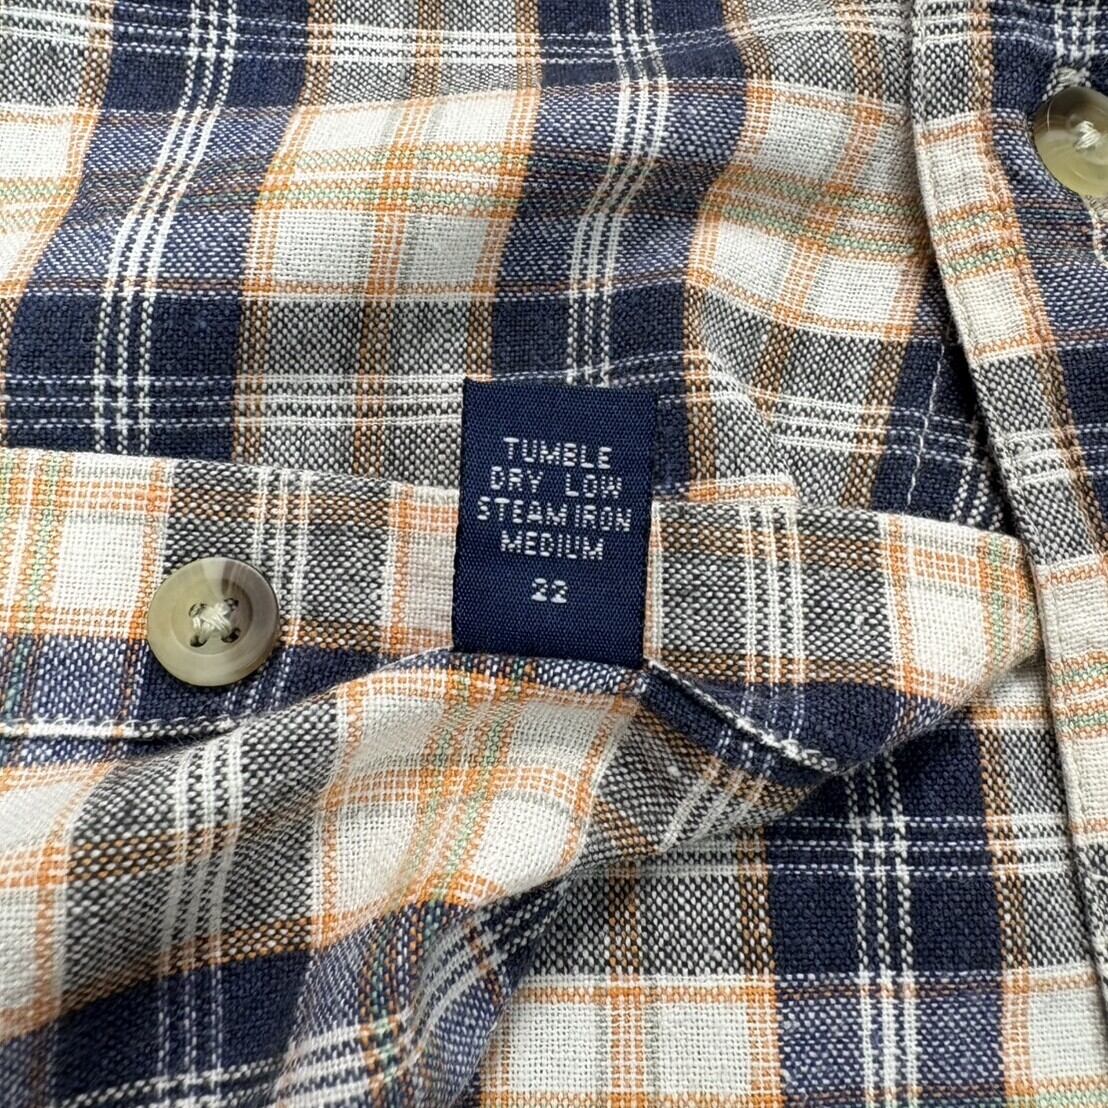 TUMBLE
DRY LOW
STEAM IRON
MEDIUM
22